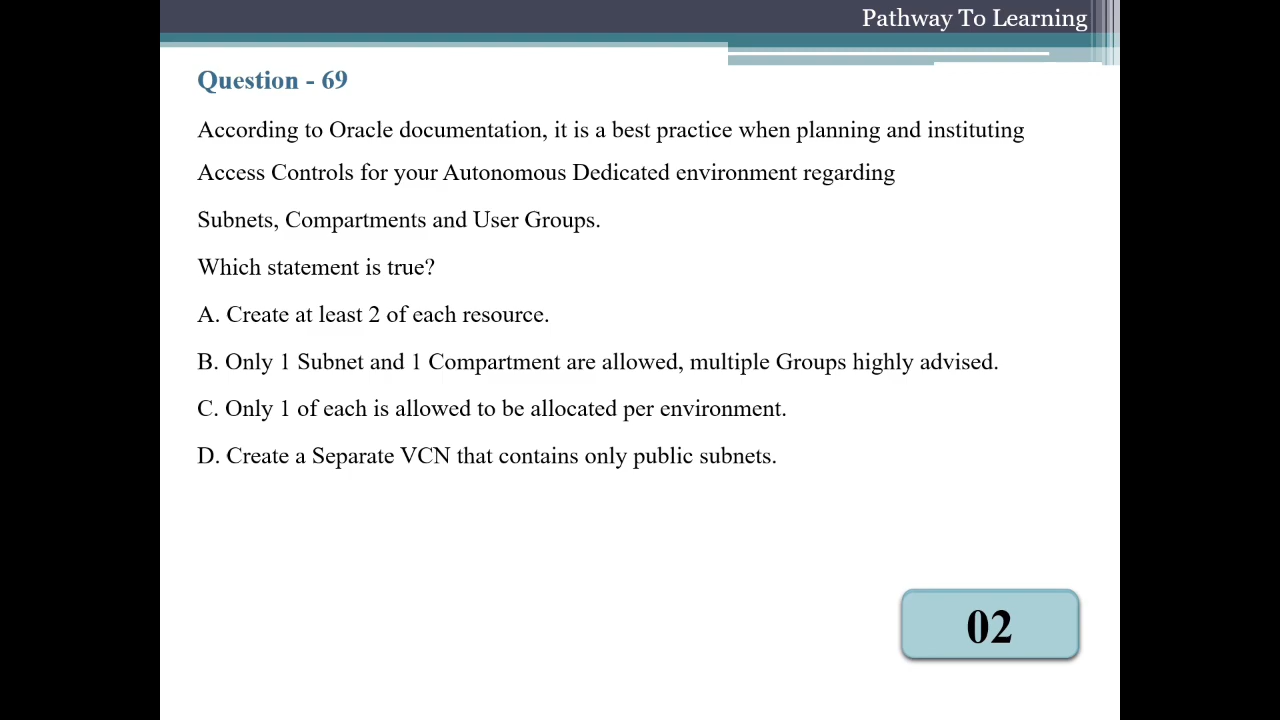 Pathway To Learning
Question - 69
According to Oracle documentation, it is a best practice when planning and instituting
Access Controls for your Autonomous Dedicated environment regarding
Subnets, Compartments and User Groups.
Which statement is true?
A. Create at least 2 of each resource.
B. Only 1 Subnet and 1 Compartment are allowed, multiple Groups highly advised.
C. Only 1 of each is allowed to be allocated per environment.
D. Create a Separate VCN that contains only public subnets.
02